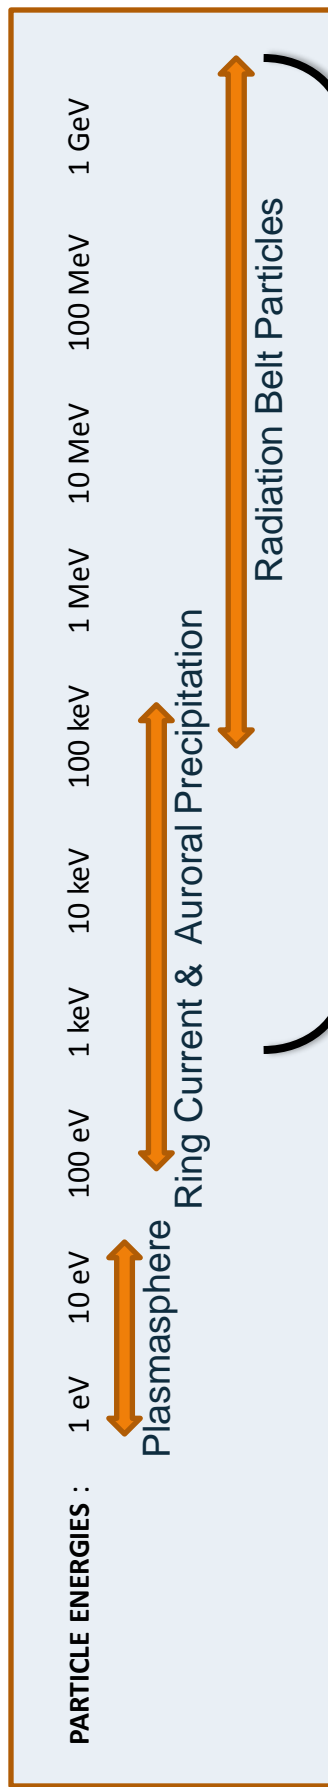 PARTICLE ENERGIES : 1 eV 10 eV 100 eV 1 keV 10 keV 100 keV 1 MeV 10 MeV 100 MeV 1 GeV
Plasmasphere
Ring Current & Auroral Precipitation
Radiation Belt Particles